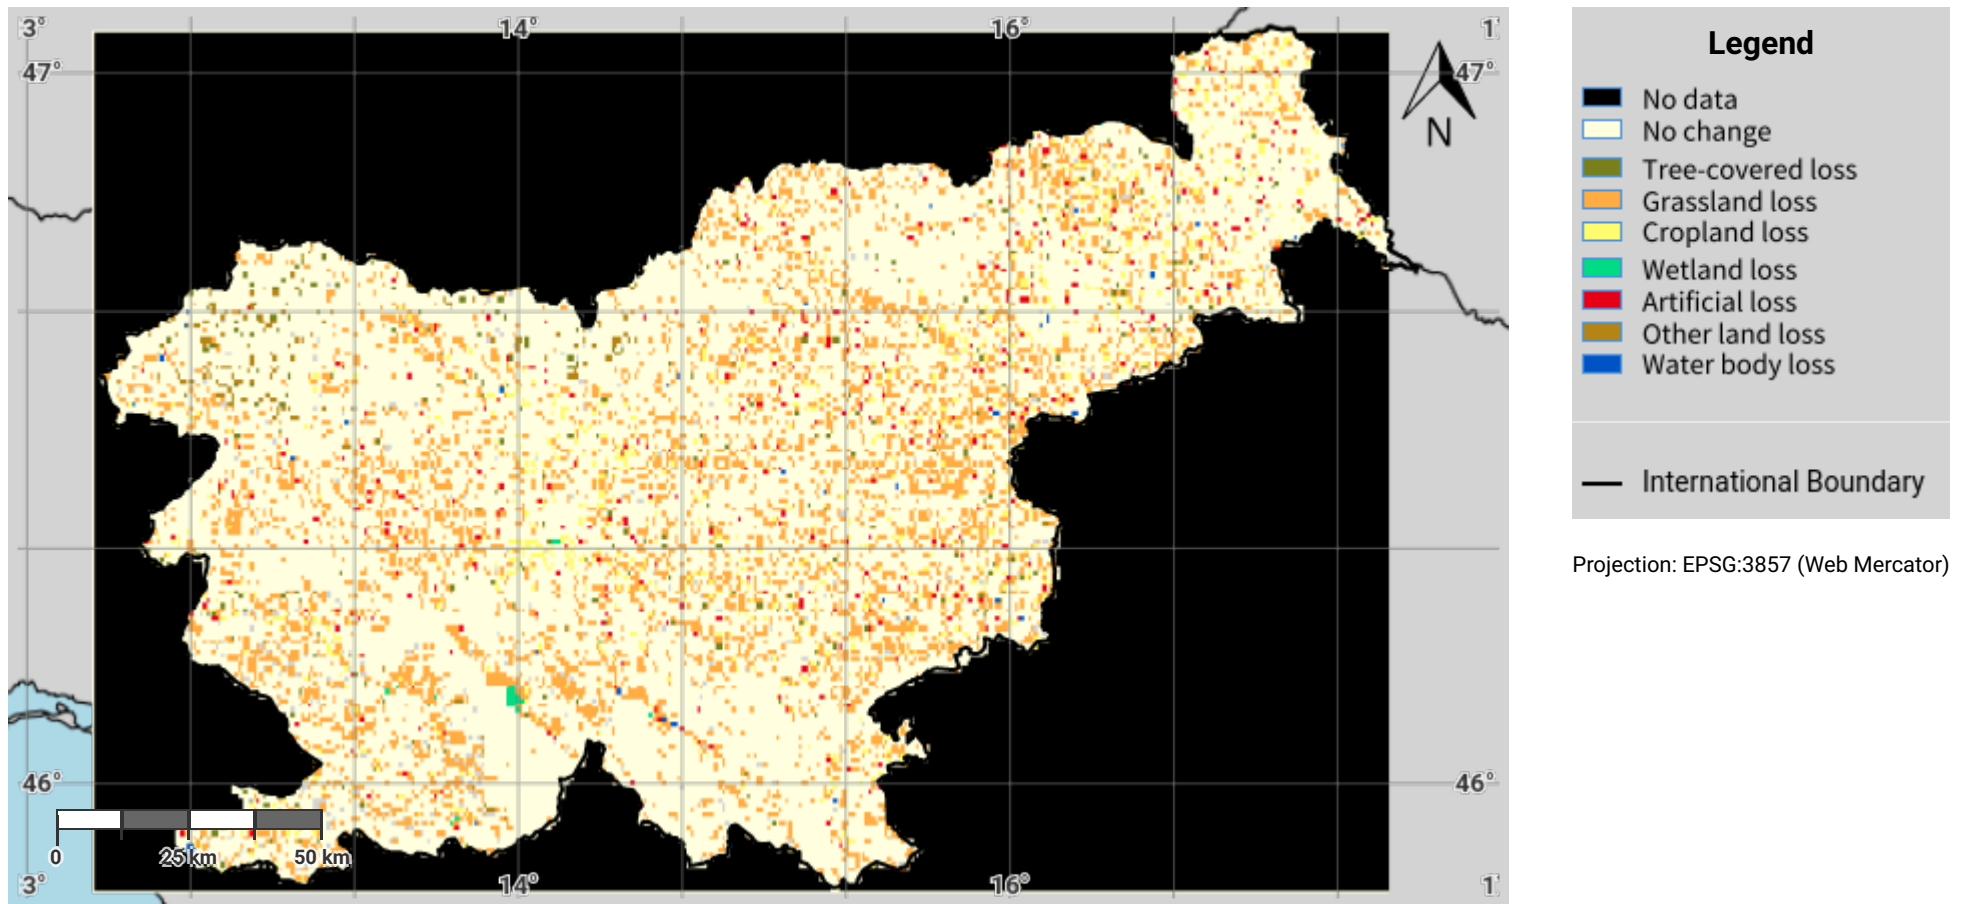 3° 14° 16° 1
47° 47°
N
46° 46°
0 25 km 50 km
3° 14° 16° 1
Legend
No data
No change
Tree-covered loss
Grassland loss
Cropland loss
Wetland loss
Artificial loss
Other land loss
Water body loss
International Boundary
Projection: EPSG:3857 (Web Mercator)